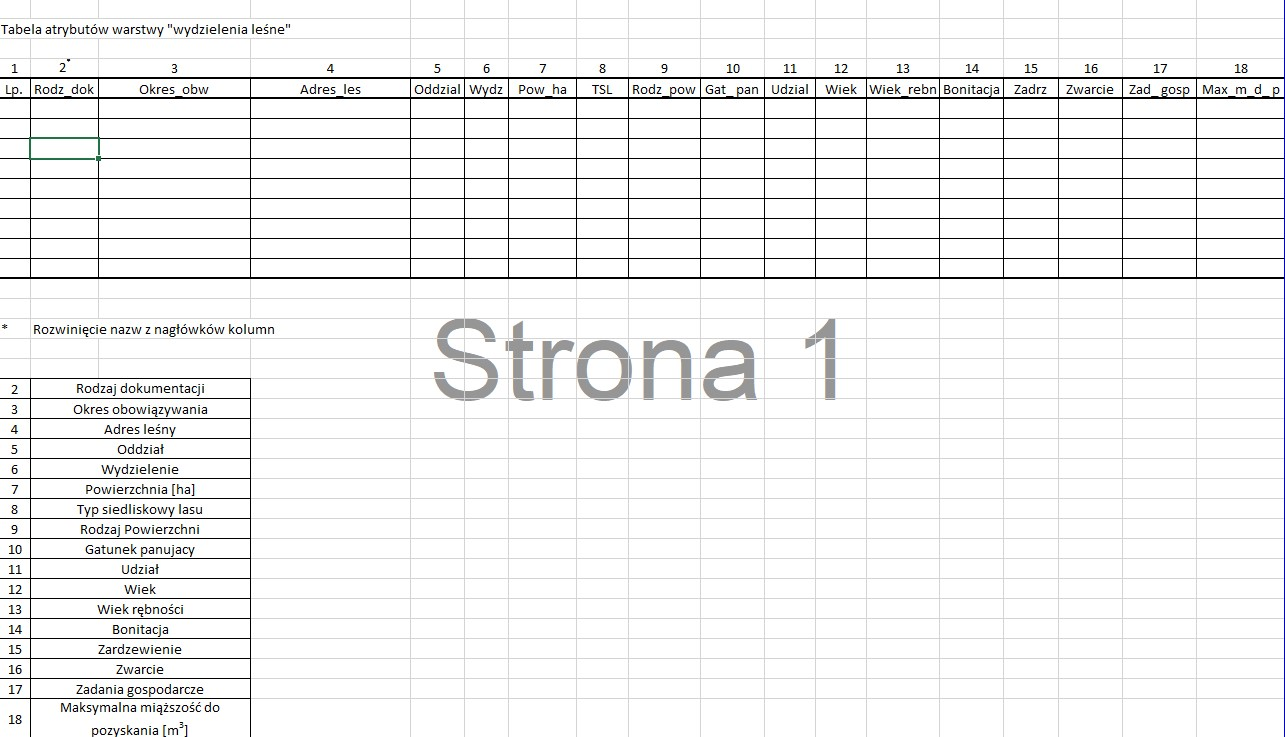 Tabela atrybutów warstwy "wydzielenia leśne"
1 2* 3 4 5 6 7 8 9 10 11 12 13 14 15 16 17 18
Lp. Rodz_dok Okres_obw Adres_les Oddzial Wydz Pow_ha TSL Rodz_pow Gat_pan Udzial Wiek Wiek_rebn Bonitacja Zadrz Zwarcie Zad_gosp Max_m_d_p
* Rozwinięcie nazw z nagłówków kolumn
Strona 1
2 Rodzaj dokumentacji
3 Okres obowiązywania
4 Adres leśny
5 Oddział
6 Wydzielenie
7 Powierzchnia [ha]
8 Typ siedliskowy lasu
9 Rodzaj Powierzchni
10 Gatunek panujacy
11 Udział
12 Wiek
13 Wiek rębności
14 Bonitacja
15 Zardzewienie
16 Zwarcie
17 Zadania gospodarcze
18 Maksymalna miąższość do
pozyskania [m³]